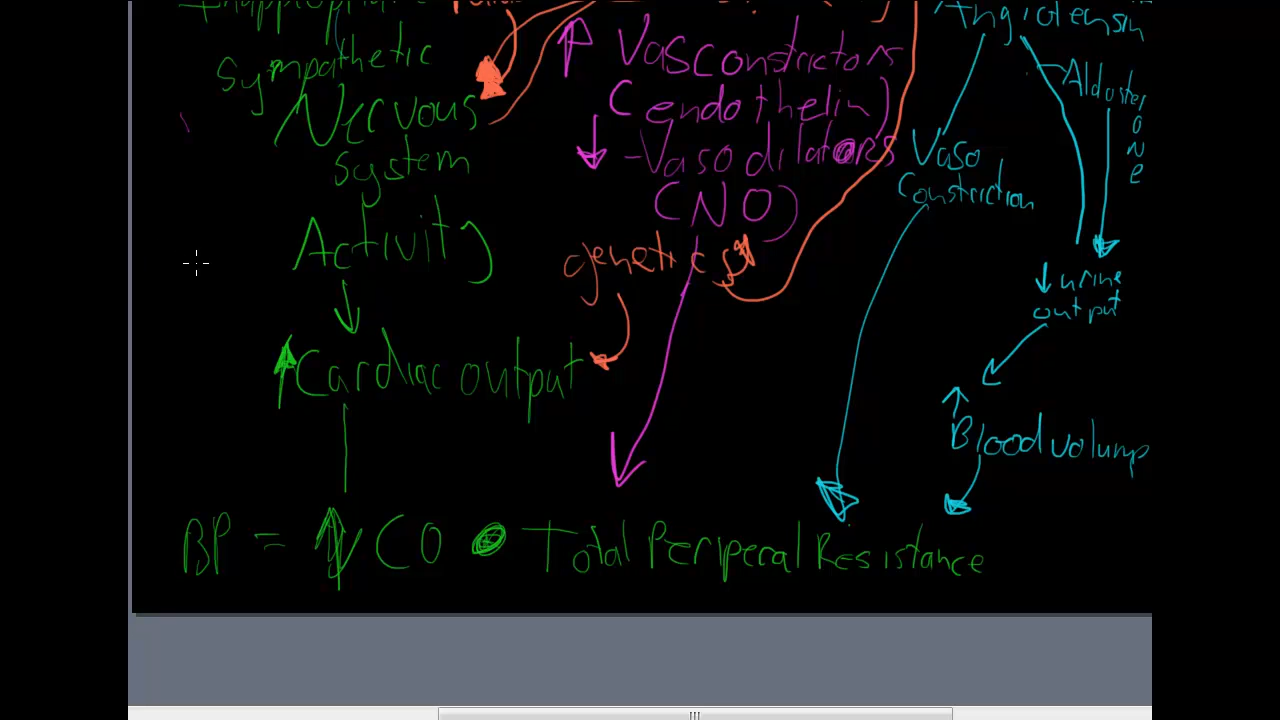 sympathetic
Nervous
system
Activity
↓
↑ Cardiac output
↑ Vasconstrictors
(endothelin)
↓ -Vasodilators
(NO)
genetics
Angiotensin
Aldosterone
Vaso
Constriction
↓ urine
output
↑
Blood volume
BP = ↑ CO • Total Periperal Resistance